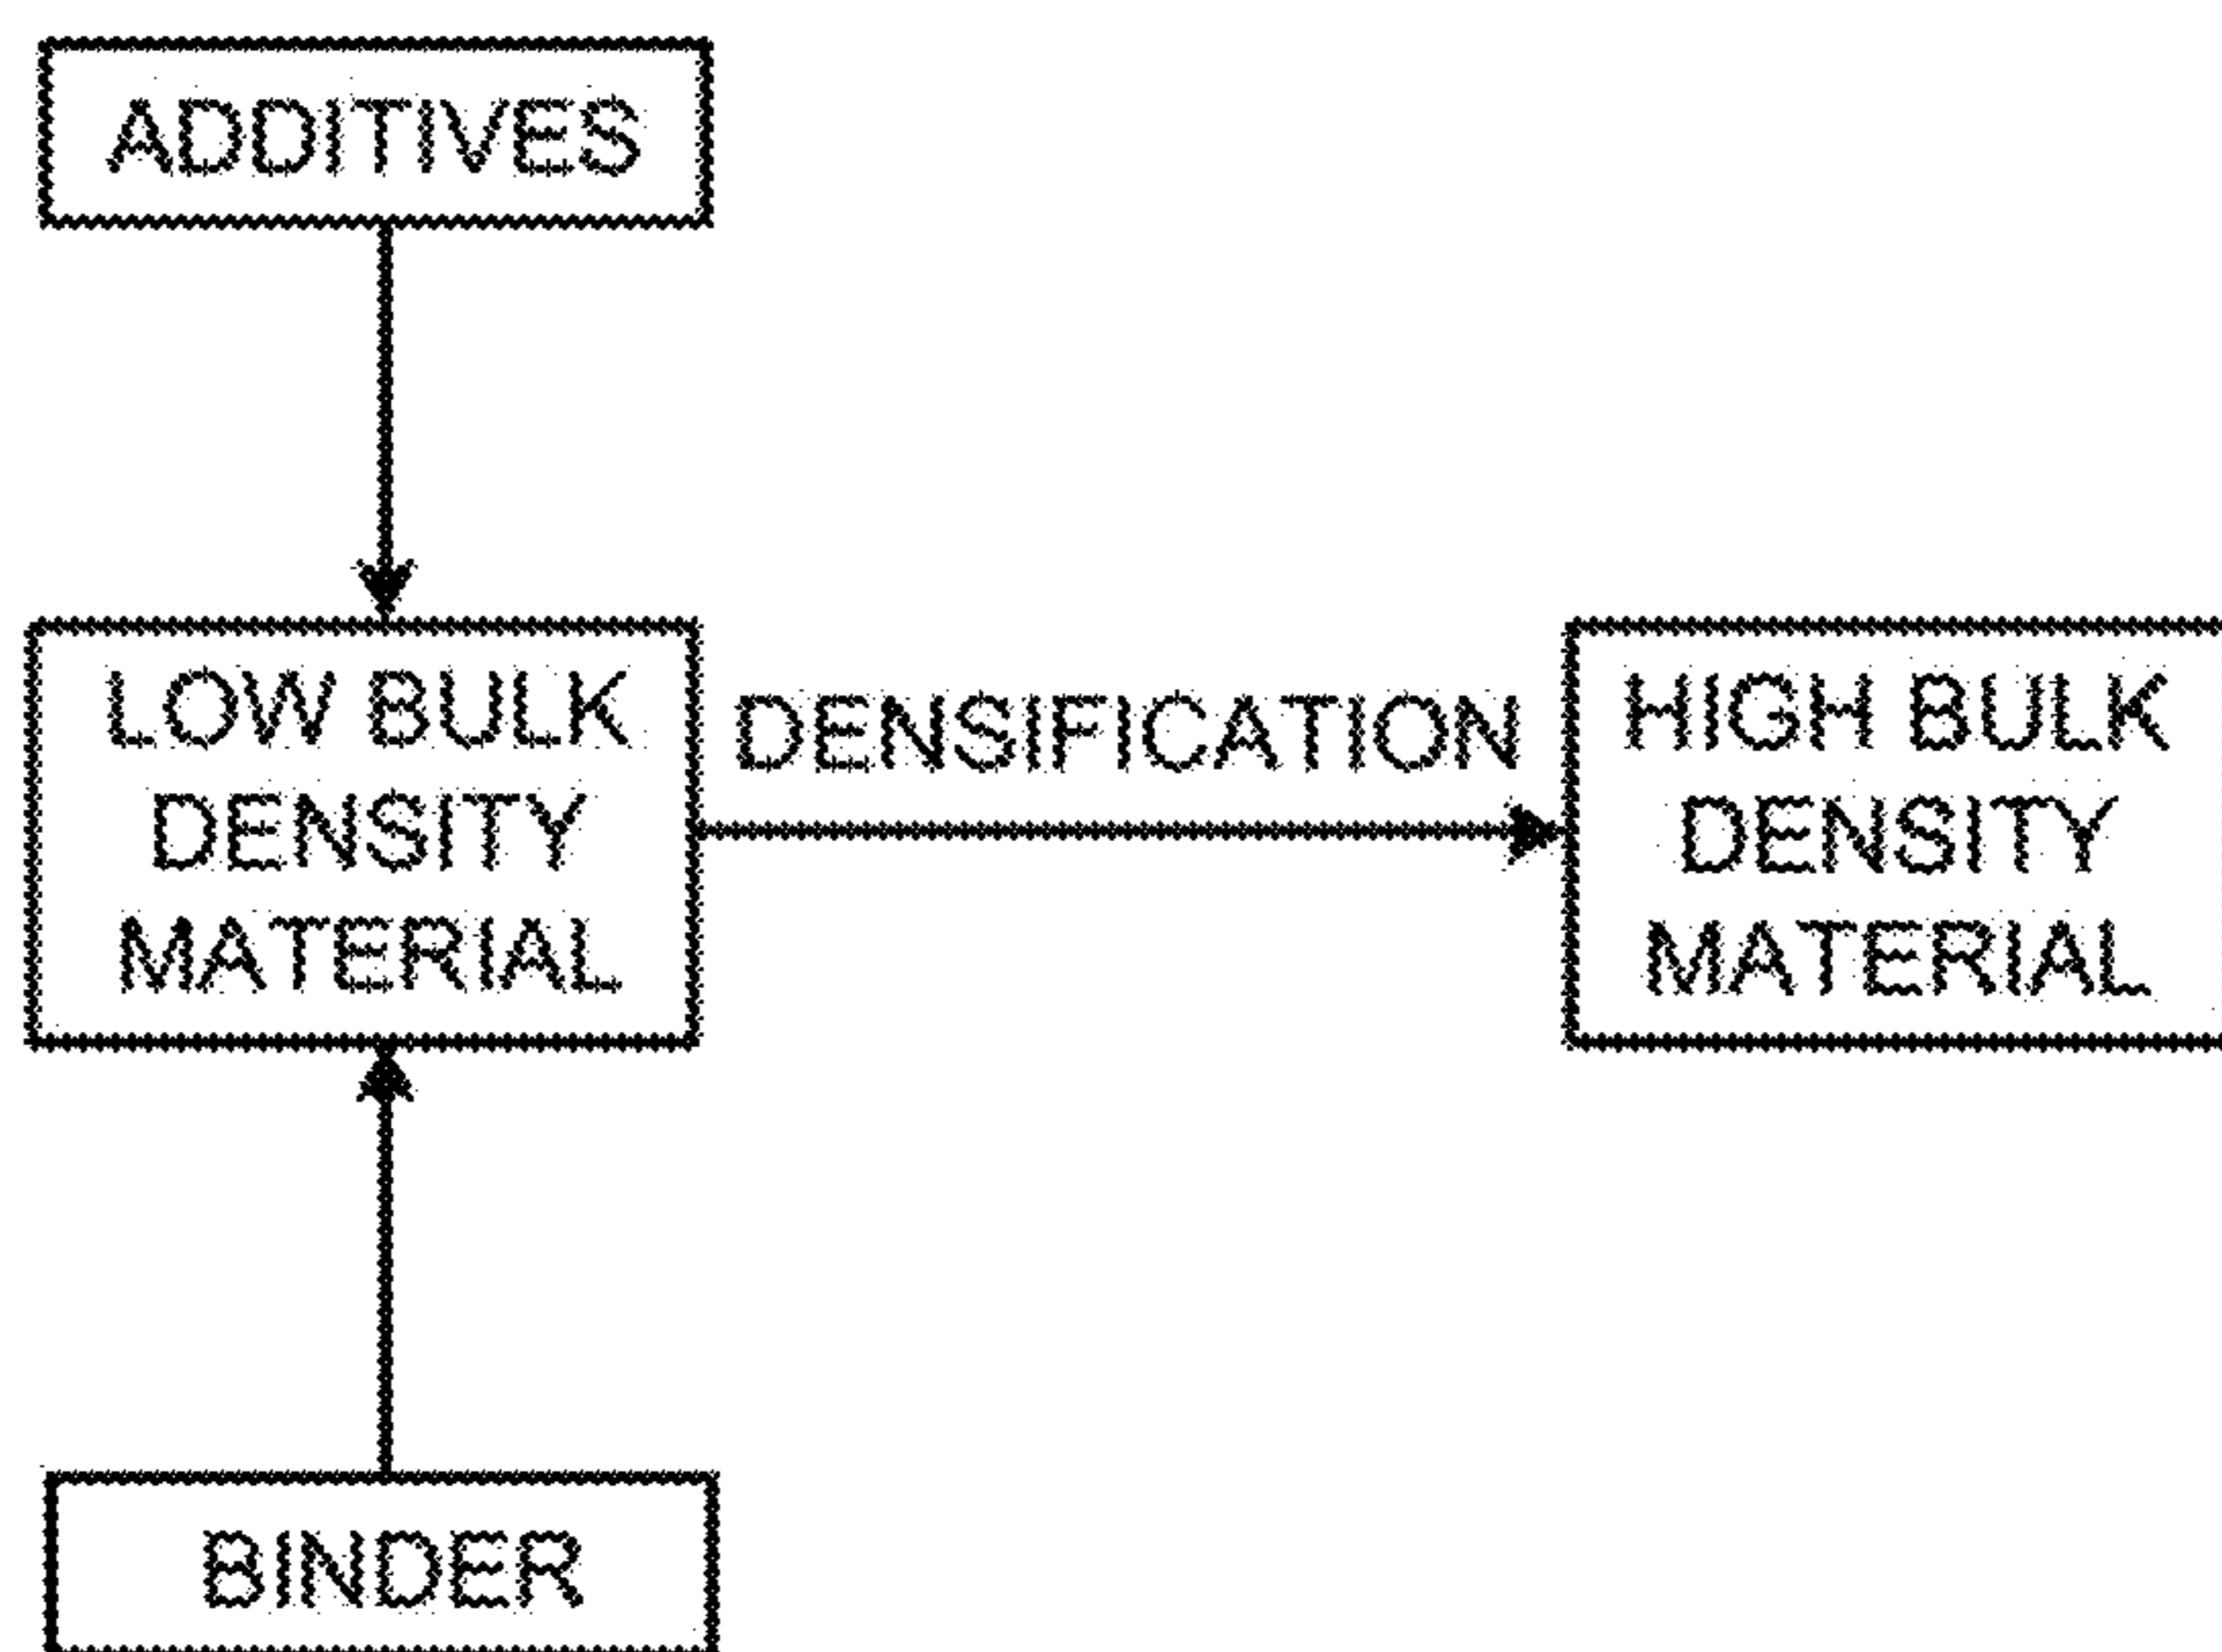 ADDITIVES
LOW BULK
DENSITY
MATERIAL
DENSIFICATION
HIGH BULK
DENSITY
MATERIAL
BINDER